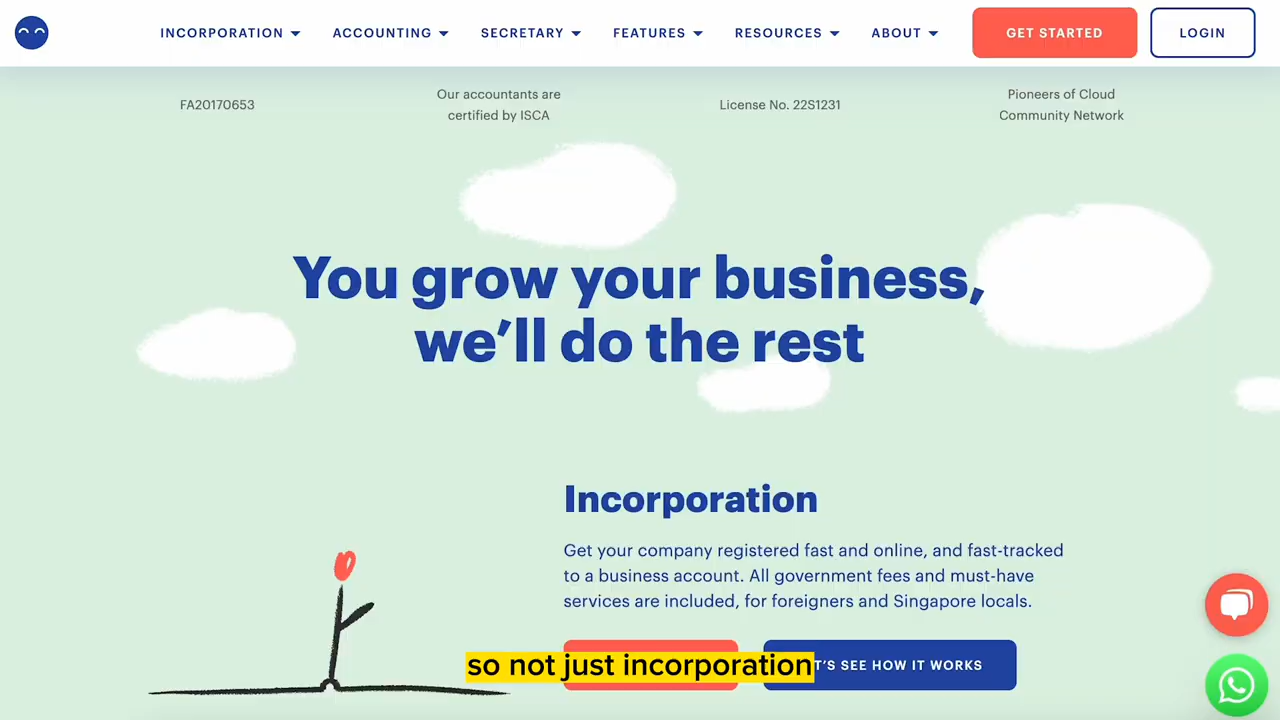 INCORPORATION
ACCOUNTING
SECRETARY
FEATURES
RESOURCES
ABOUT
GET STARTED
LOGIN
FA20170653
Our accountants are
certified by ISCA
License No. 22S1231
Pioneers of Cloud
Community Network
You grow your business,
we'll do the rest
Incorporation
Get your company registered fast and online, and fast-tracked
to a business account. All government fees and must-have
services are included, for foreigners and Singapore locals.
T'S SEE HOW IT WORKS
so not just incorporation